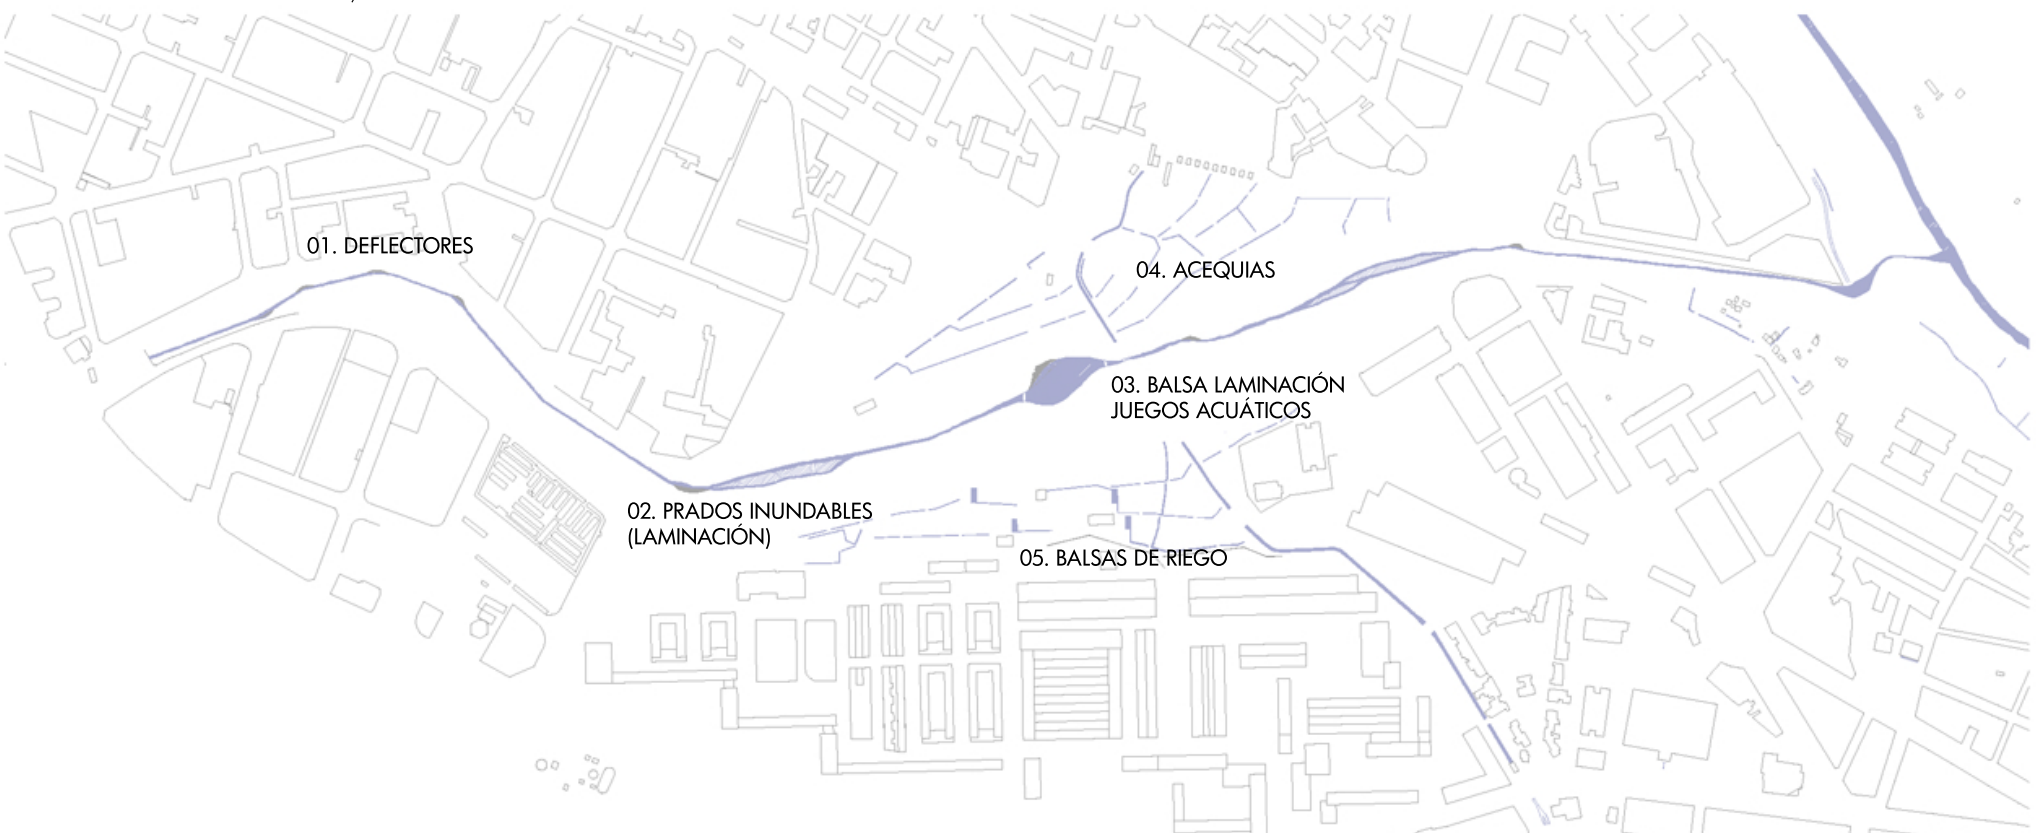 01. DEFLECTORES
04. ACEQUIAS
03. BALSA LAMINACIÓN
JUEGOS ACUÁTICOS
02. PRADOS INUNDABLES
(LAMINACIÓN)
05. BALSAS DE RIEGO